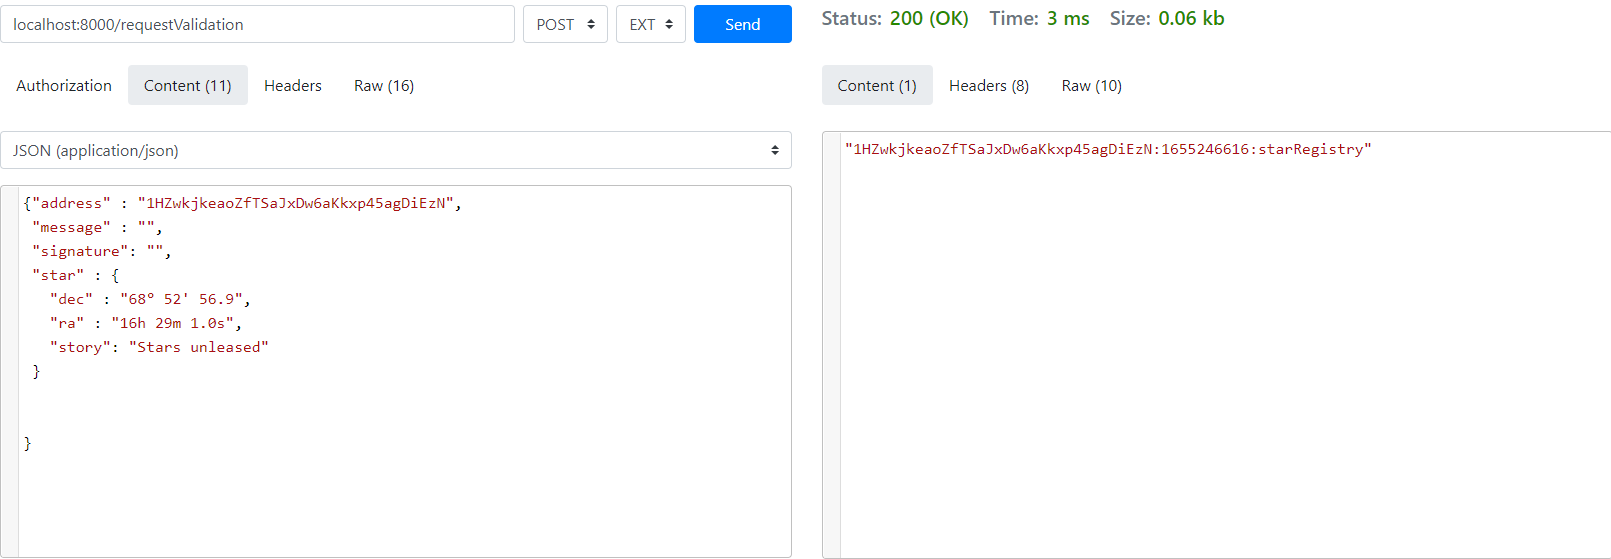 localhost:8000/requestValidation
POST
EXT
Send
Authorization
Content (11)
Headers
Raw (16)
JSON (application/json)
{"address" : "1HZwkjkeaoZfTSaJxDw6aKkxp45agDiEzN",
"message" : "",
"signature": "",
"star" : {
"dec" : "68° 52' 56.9",
"ra" : "16h 29m 1.0s",
"story": "Stars unleased"
}
}
Status: 200 (OK) Time: 3 ms Size: 0.06 kb
Content (1)
Headers (8)
Raw (10)
"1HZwkjkeaoZfTSaJxDw6aKkxp45agDiEzN:1655246616:starRegistry"